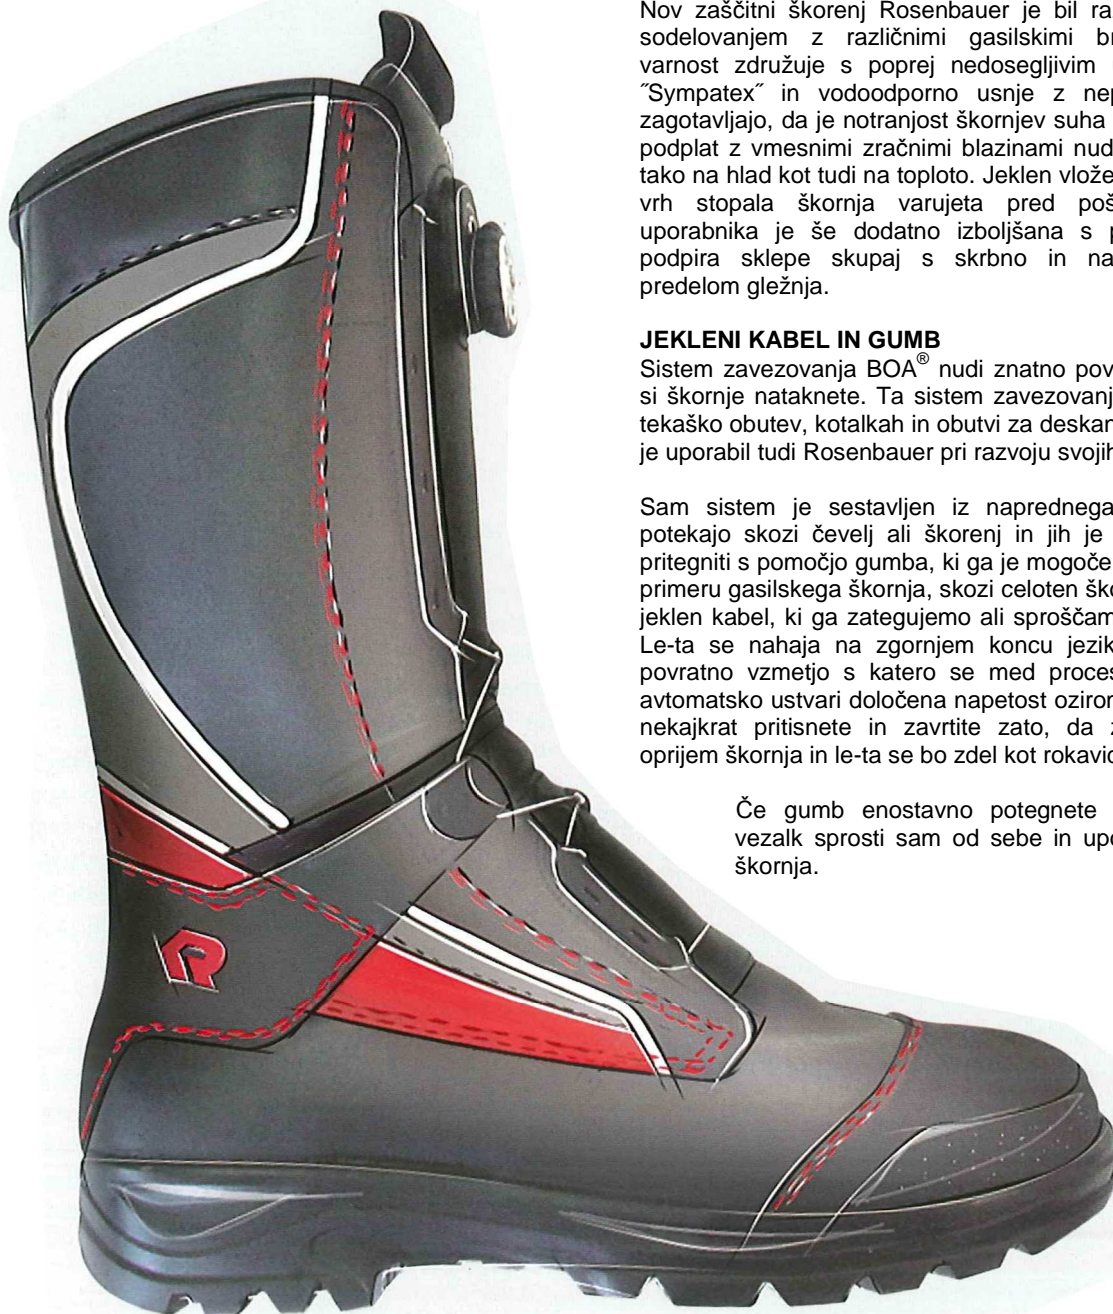 Nov zaščitni škorenj Rosenbauer je bil ra
sodelovanjem z različnimi gasilskimi br
varnost združuje s poprej nedosegljivim
˝Sympatex˝ in vodoodporno usnje z nep
zagotavljajo, da je notranjost škornjev suha
podplat z vmesnimi zračnimi blazinami nud
tako na hlad kot tudi na toploto. Jeklen vlože
vrh stopala škornja varujeta pred poš
uporabnika je še dodatno izboljšana s p
podpira sklepe skupaj s skrbno in na
predelom gležnja.
JEKLENI KABEL IN GUMB
Sistem zavezovanja BOA® nudi znatno pov
si škornje nataknete. Ta sistem zavezovanj
tekaško obutev, kotalkah in obutvi za deskan
je uporabil tudi Rosenbauer pri razvoju svojih
Sam sistem je sestavljen iz naprednega
potekajo skozi čevelj ali škorenj in jih je
pritegniti s pomočjo gumba, ki ga je mogoče
primeru gasilskega škornja, skozi celoten ško
jeklen kabel, ki ga zategujemo ali sproščam
Le-ta se nahaja na zgornjem koncu jezik
povratno vzmetjo s katero se med proces
avtomatsko ustvari določena napetost oziron
nekajkrat pritisnete in zavrtite zato, da z
oprijem škornja in le-ta se bo zdel kot rokavic
Če gumb enostavno potegnete
vezalk sprosti sam od sebe in upo
škornja.
R